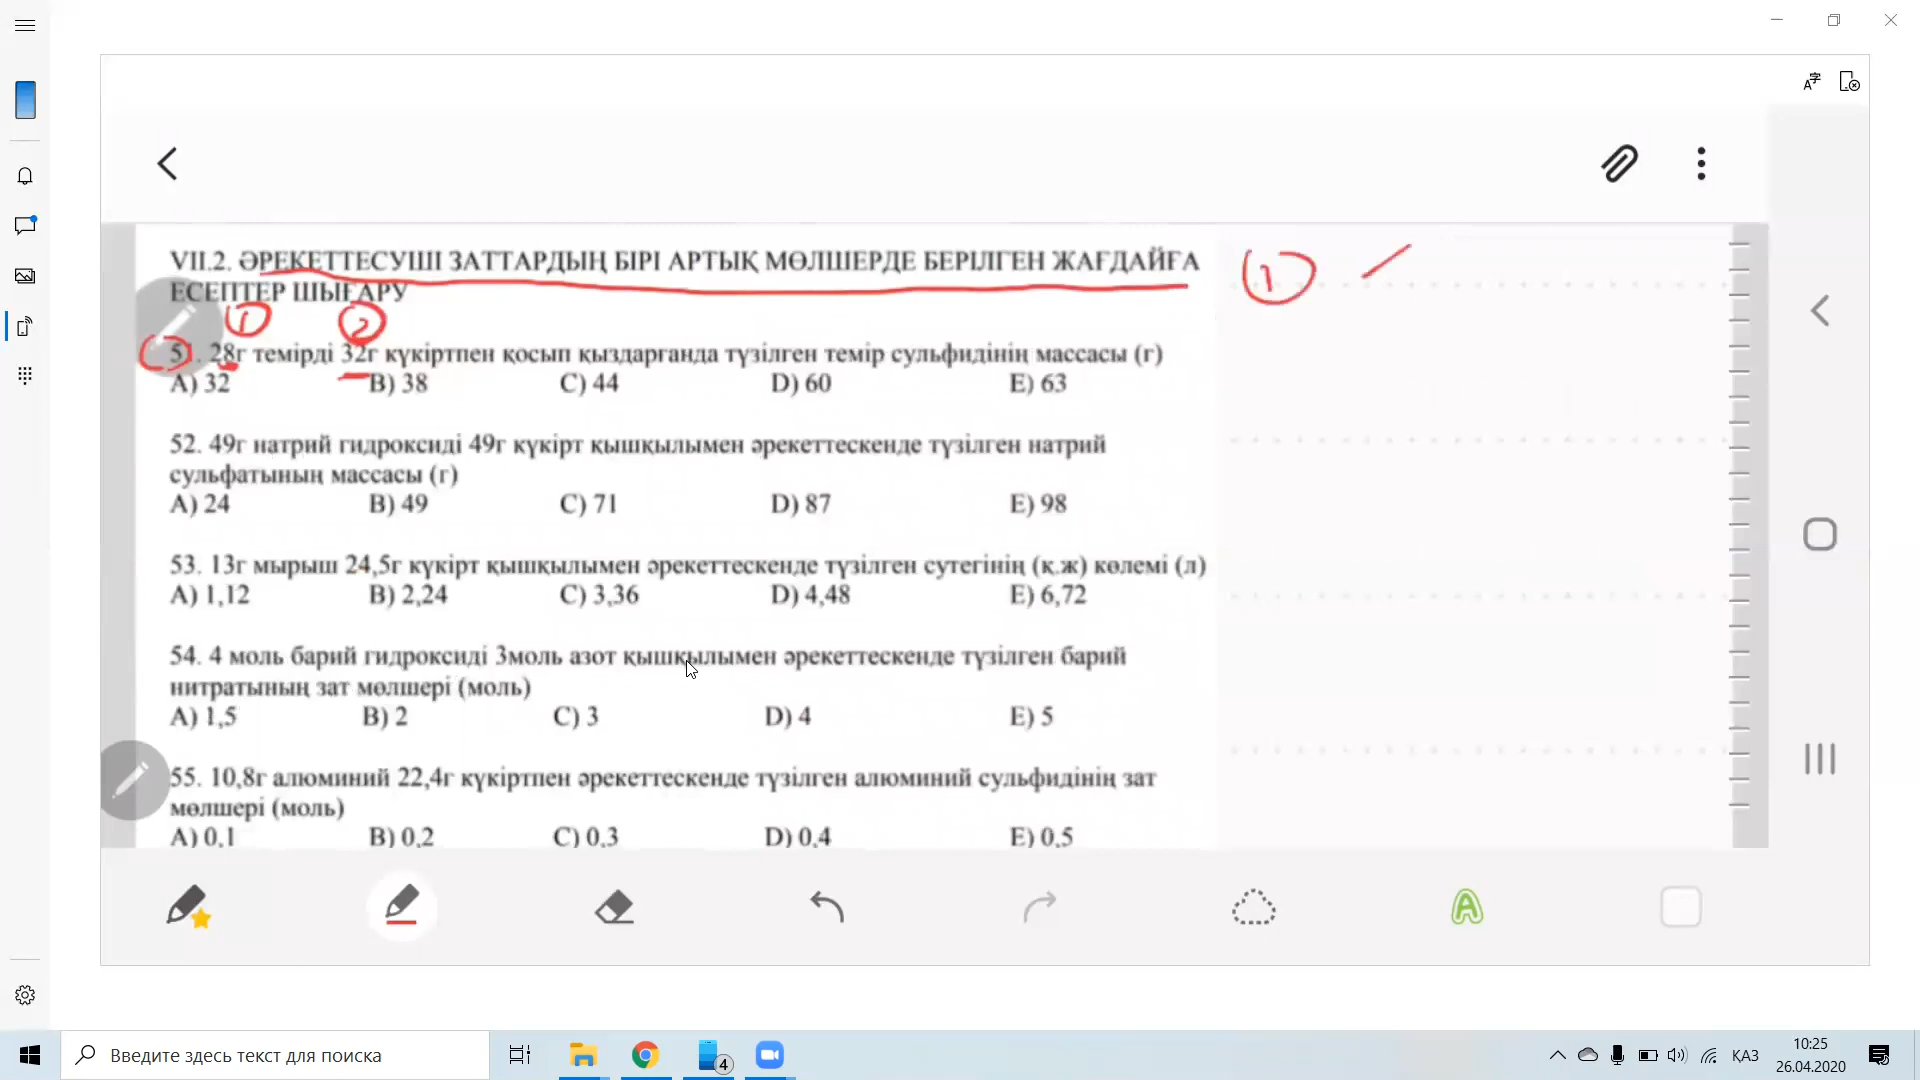 VII.2. ӘРЕКЕТТЕСУШІ ЗАТТАРДЫҢ БІРІ АРТЫҚ МӨЛШЕРДЕ БЕРІЛГЕН ЖАҒДАЙҒА
ЕСЕПТЕР ШЫҒАРУ
1
2
1
51. 28г темірді 32г күкіртпен қосып қыздарғанда түзілген темір сульфидінің массасы (г)
A) 32 B) 38 C) 44 D) 60 E) 63
52. 49г натрий гидроксиді 49г күкірт қышқылымен әрекеттескенде түзілген натрий
сульфатының массасы (г)
A) 24 B) 49 C) 71 D) 87 E) 98
53. 13г мырыш 24,5г күкірт қышқылымен әрекеттескенде түзілген сутегінің (қ.ж) көлемі (л)
A) 1,12 B) 2,24 C) 3,36 D) 4,48 E) 6,72
54. 4 моль барий гидроксиді 3моль азот қышқылымен әрекеттескенде түзілген барий
нитратының зат мөлшері (моль)
A) 1,5 B) 2 C) 3 D) 4 E) 5
55. 10,8г алюминий 22,4г күкіртпен әрекеттескенде түзілген алюминий сульфидінің зат
мөлшері (моль)
A) 0,1 B) 0,2 C) 0,3 D) 0,4 E) 0,5
A
Введите здесь текст для поиска
4
ҚАЗ
10:25
26.04.2020